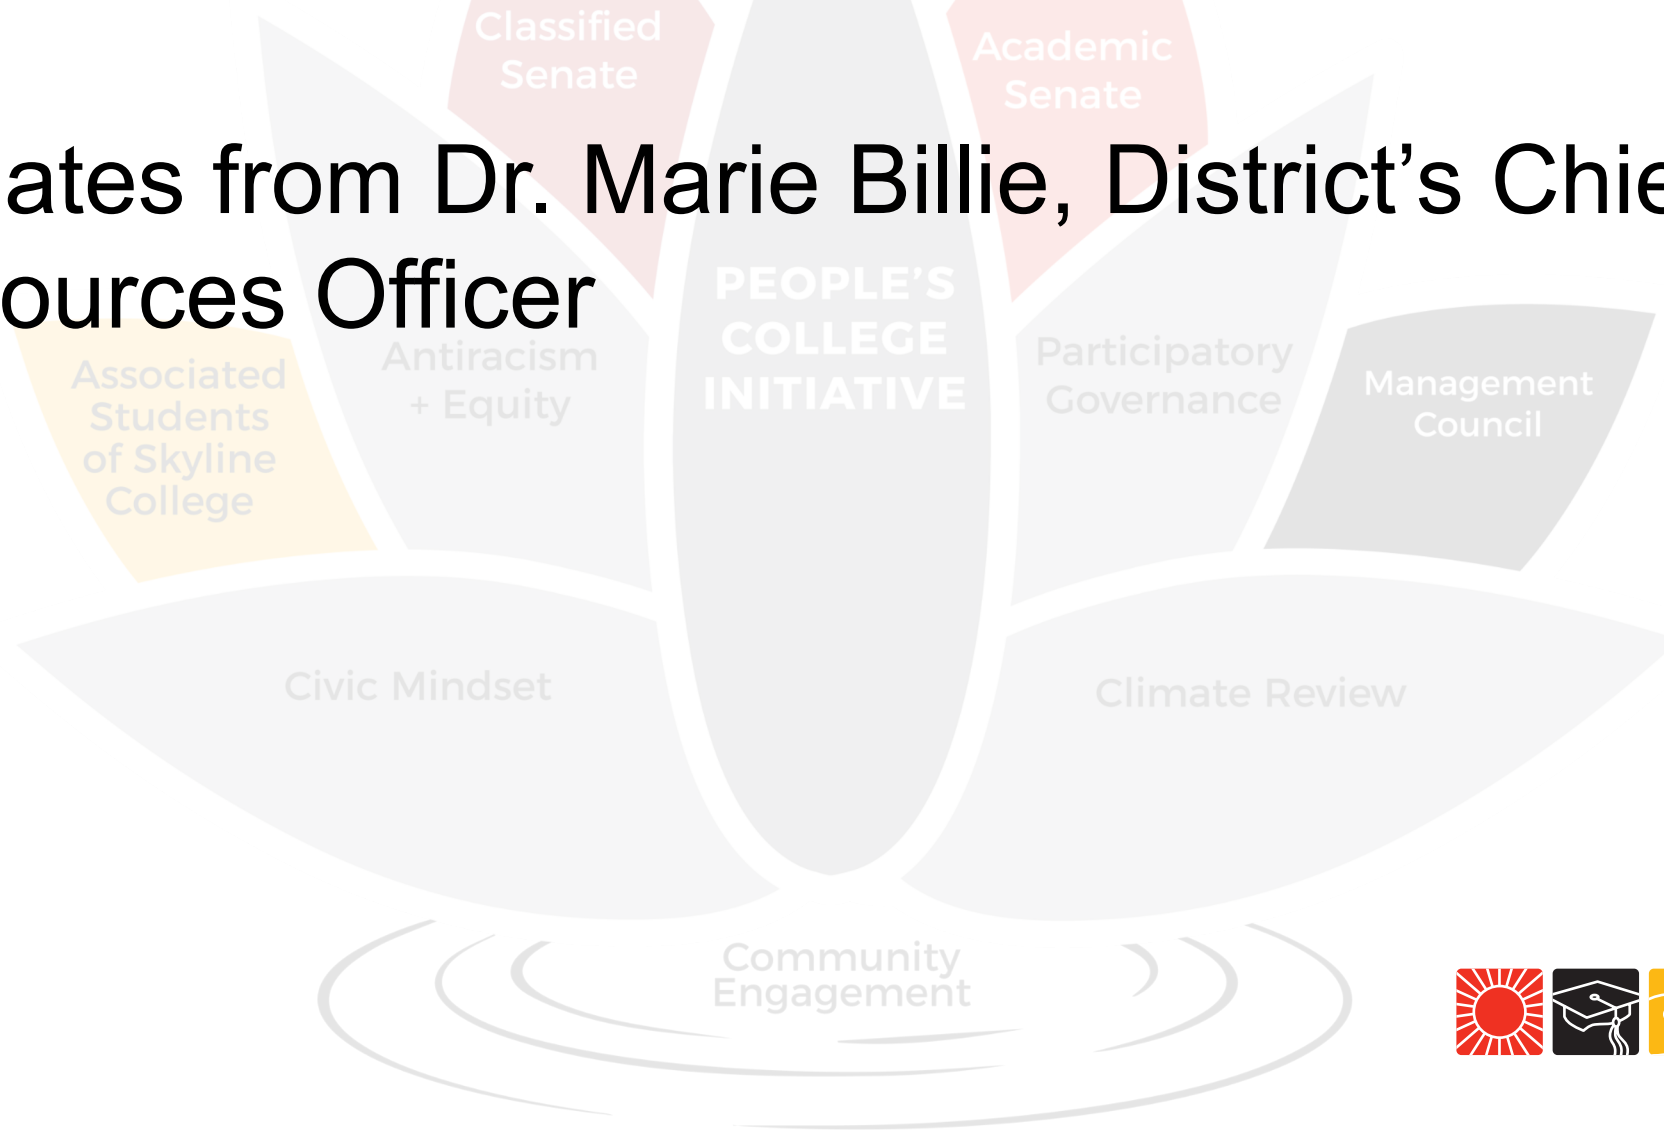 Classified
Senate
Academic
Senate
ates from Dr. Marie Billie, District’s Chie
ources Officer
PEOPLE’S
COLLEGE
INITIATIVE
Associated
Students
of Skyline
College
Antiracism
+ Equity
Participatory
Governance
Management
Council
Civic Mindset
Climate Review
Community
Engagement